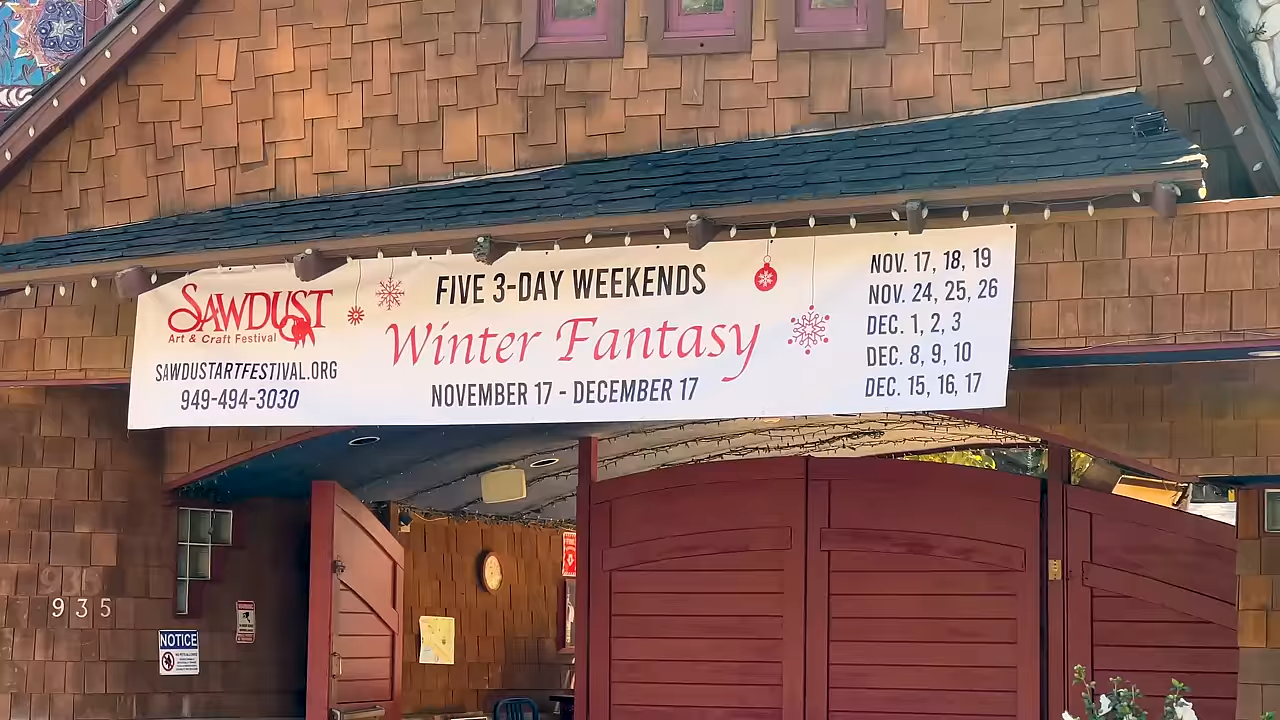 SAWDUST
Art & Craft Festival
SAWDUSTARTFESTIVAL.ORG
949-494-3030
FIVE 3-DAY WEEKENDS
Winter Fantasy
NOVEMBER 17 - DECEMBER 17
NOV. 17, 18, 19
NOV. 24, 25, 26
DEC. 1, 2, 3
DEC. 8, 9, 10
DEC. 15, 16, 17
935
935
NOTICE